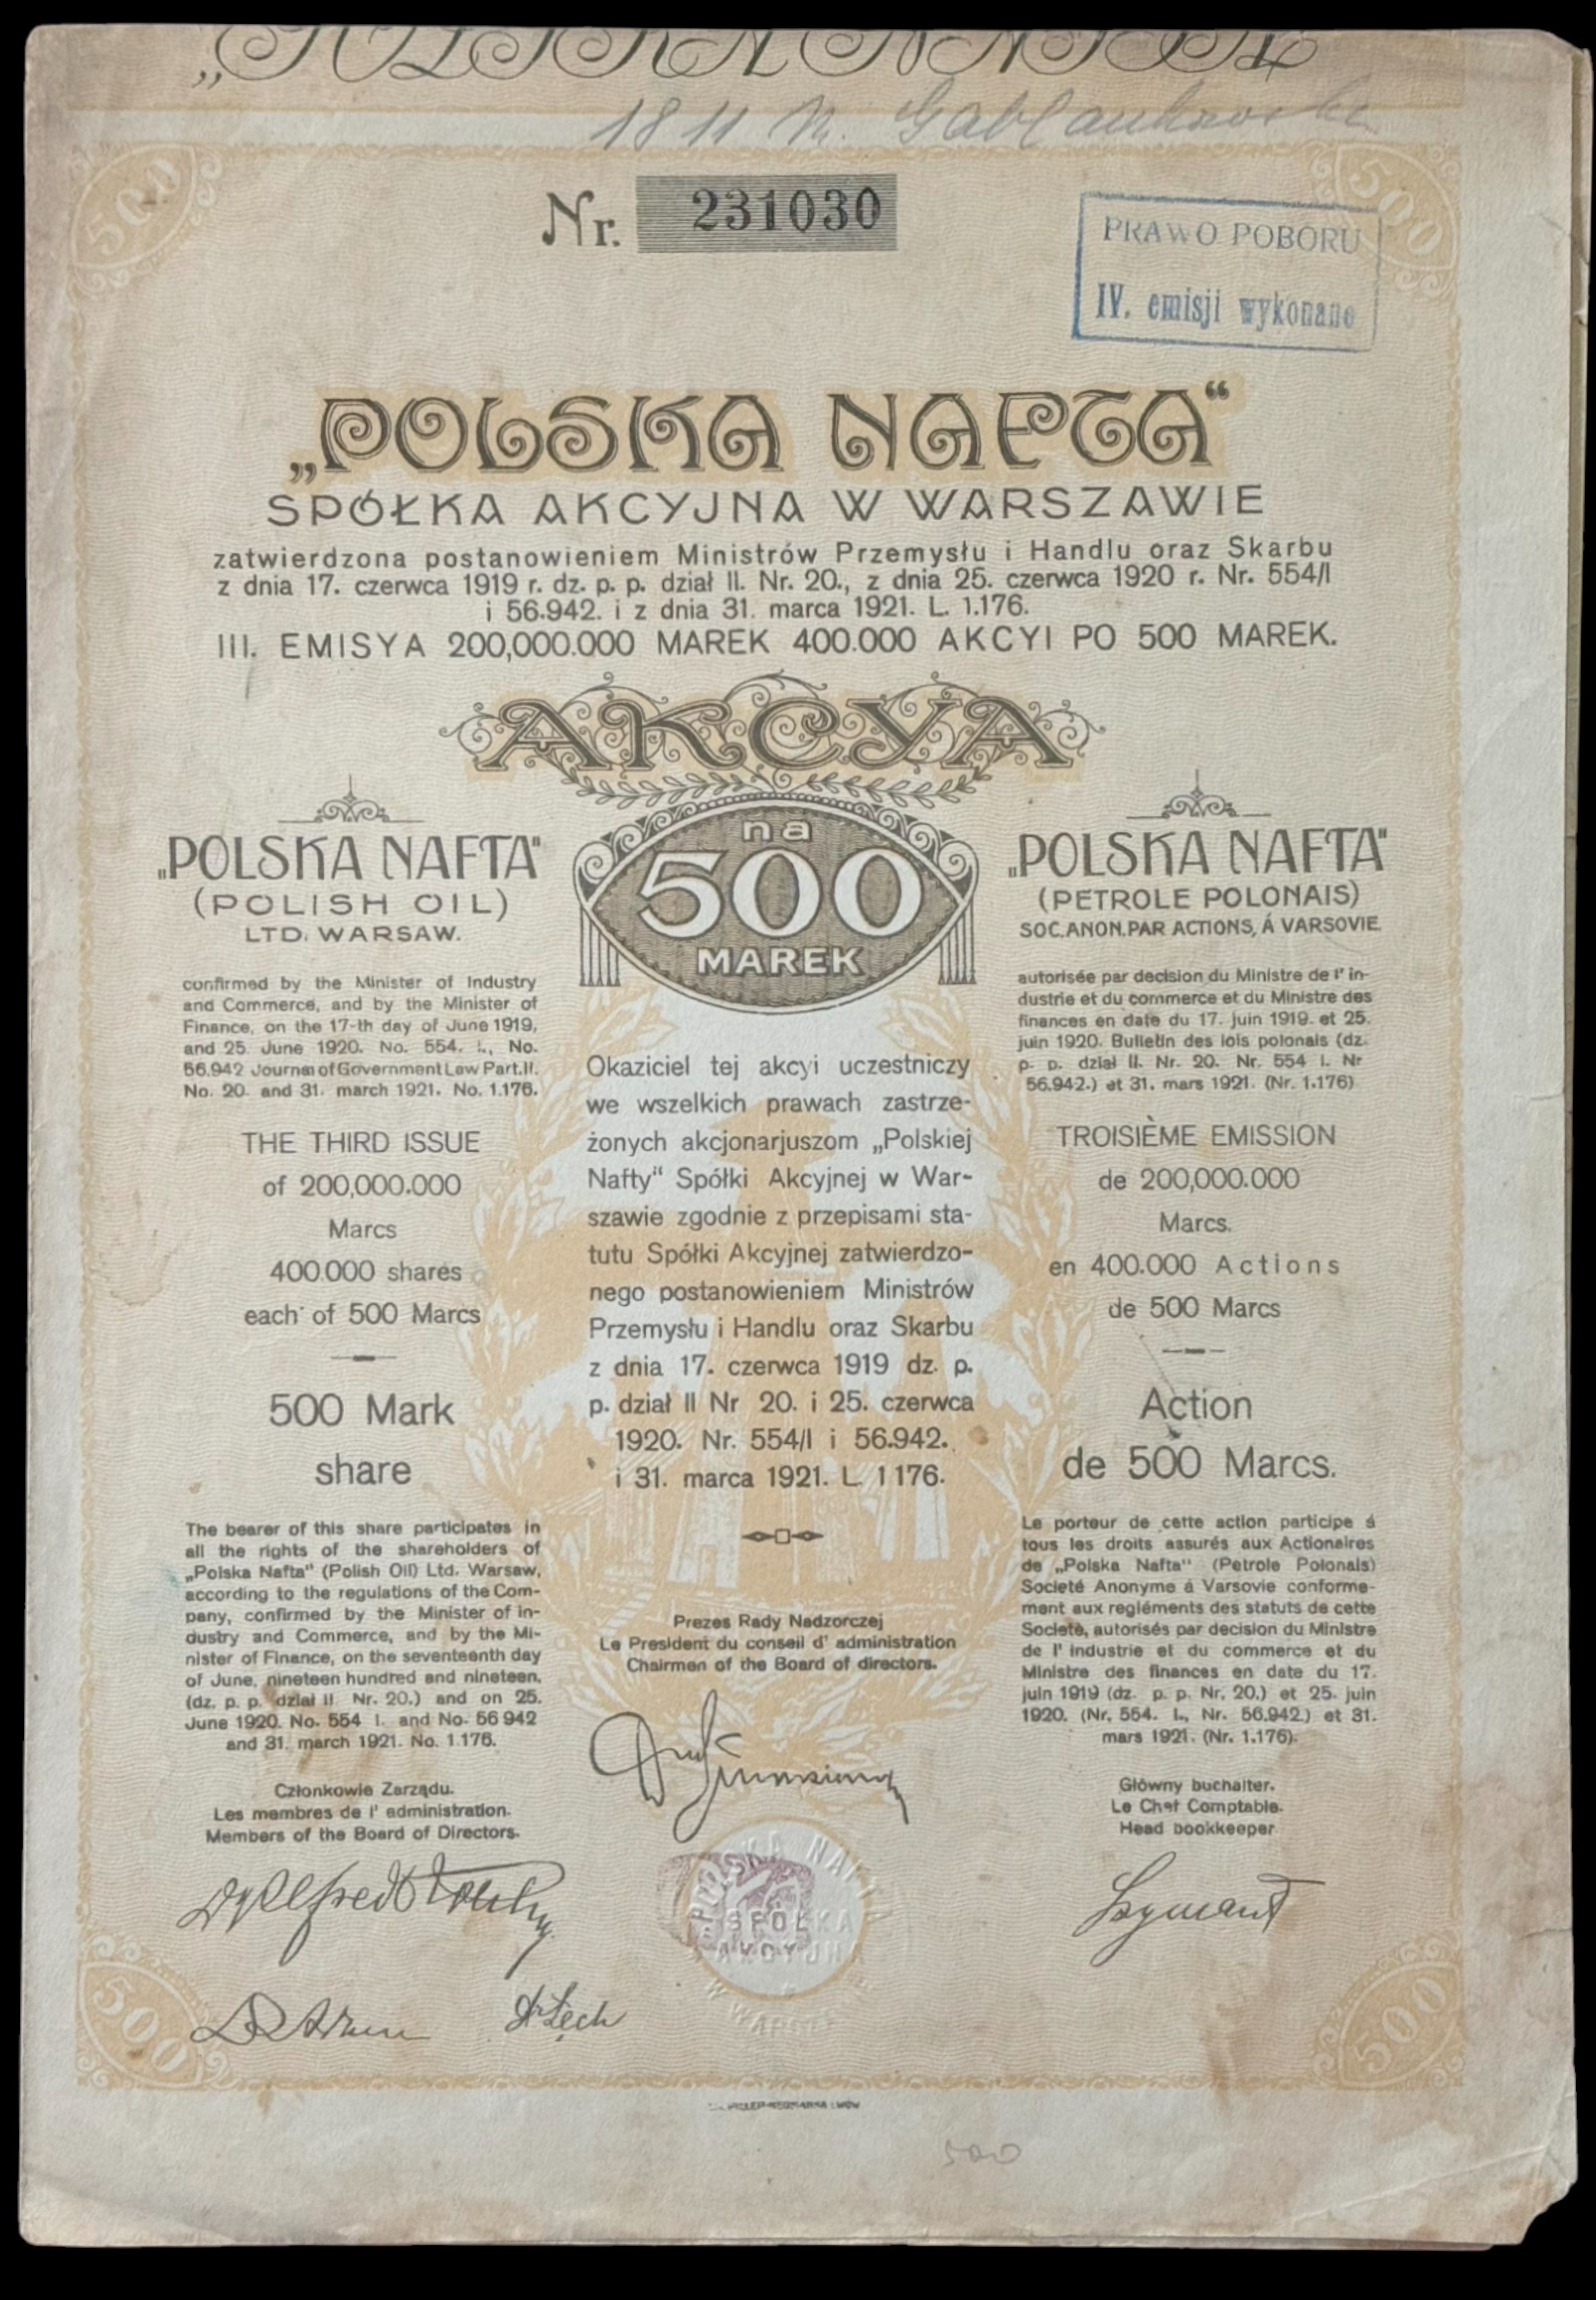 500
500
Nr. 231030
PRAWO POBORU
IV. emisji wykonano
„POLSKA NAFTA“
SPÓŁKA AKCYJNA W WARSZAWIE
zatwierdzona postanowieniem Ministrów Przemysłu i Handlu oraz Skarbu
z dnia 17. czerwca 1919 r. dz. p. p. dział II. Nr. 20., z dnia 25. czerwca 1920 r. Nr. 554/I
i 56.942. i z dnia 31. marca 1921. L. 1.176.
III. EMISYA 200,000.000 MAREK 400.000 AKCYI PO 500 MAREK.
AKCYA
na
500
MAREK
„POLSKA NAFTA“
(POLISH OIL)
LTD. WARSAW.
confirmed by the Minister of Industry
and Commerce, and by the Minister of
Finance, on the 17-th day of June 1919,
and 25. June 1920. No. 554. I., No.
56.942 Journal of Government Law Part. II.
No. 20. and 31. march 1921. No. 1.176.
THE THIRD ISSUE
of 200,000.000
Marcs
400.000 shares
each of 500 Marcs
500 Mark
share
The bearer of this share participates in
all the rights of the shareholders of
„Polska Nafta“ (Polish Oil) Ltd. Warsaw,
according to the regulations of the Com-
pany, confirmed by the Minister of In-
dustry and Commerce, and by the Mi-
nister of Finance, on the seventeenth day
of June, nineteen hundred and nineteen,
(dz. p. p. dział II Nr. 20.) and on 25.
June 1920. No. 554 I. and No. 56 942
and 31. march 1921. No. 1.176.
Członkowie Zarządu.
Les membres de l' administration.
Members of the Board of Directors.
Okaziciel tej akcyi uczestniczy
we wszelkich prawach zastrze-
żonych akcjonarjuszom „Polskiej
Nafty“ Spółki Akcyjnej w War-
szawie zgodnie z przepisami sta-
tutu Spółki Akcyjnej zatwierdzo-
nego postanowieniem Ministrów
Przemysłu i Handlu oraz Skarbu
z dnia 17. czerwca 1919 dz. p.
p. dział II Nr 20. i 25. czerwca
1920. Nr. 554/I i 56.942.
i 31. marca 1921. L. 1 176.
Prezes Rady Nadzorczej
Le President du conseil d' administration
Chairmen of the Board of directors.
„POLSKA NAFTA“
(PETROLE POLONAIS)
SOC. ANON. PAR ACTIONS, Á VARSOVIE.
autorisée par decision du Ministre de l' in-
dustrie et du commerce et du Ministre des
finances en date du 17. juin 1919. et 25.
juin 1920. Bulletin des lois polonais (dz.
p. p. dział II. Nr. 20. Nr. 554 I. Nr
56.942.) et 31. mars 1921. (Nr. 1.176).
TROISIÈME EMISSION
de 200,000.000
Marcs.
en 400.000 Actions
de 500 Marcs
Action
de 500 Marcs.
Le porteur de cette action participe á
tous les droits assurés aux Actionaires
de „Polska Nafta“ (Petrole Polonais)
Societé Anonyme á Varsovie conforme-
ment aux regléments des statuts de cette
Societè, autorisés par decision du Ministre
de l' industrie et du commerce et du
Ministre des finances en date du 17.
juin 1919 (dz. p. p. Nr. 20.) et 25. juin
1920. (Nr. 554. I., Nr. 56.942.) et 31.
mars 1921. (Nr. 1.176).
Główny buchalter.
Le Chef Comptable.
Head bookkeeper
POLSKA NAFTA
SPÓŁKA
AKCYJNA
Dr Lech
500
500
500